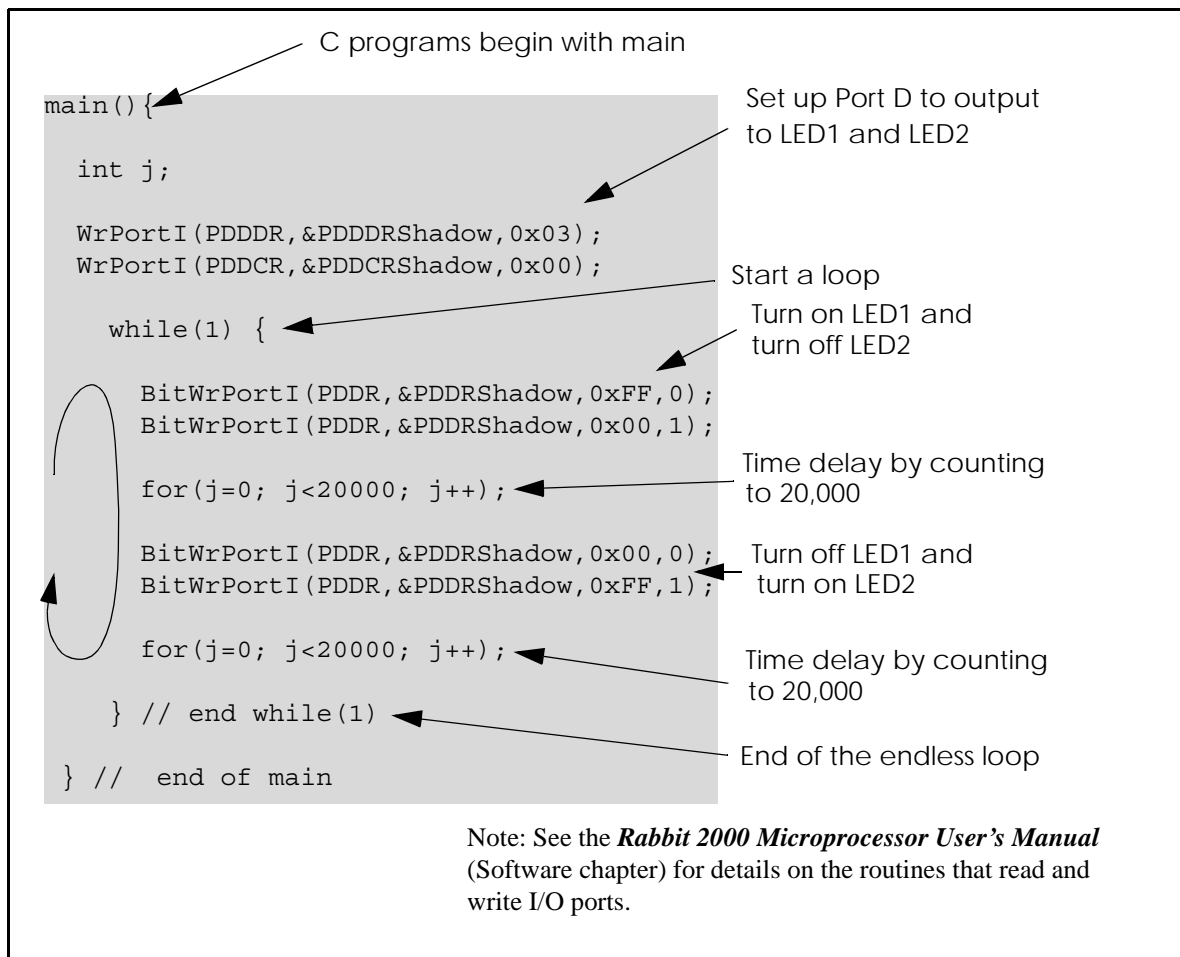 C programs begin with main
main(){
Set up Port D to output
to LED1 and LED2
int j;
WrPortI(PDDDR,&PDDDRShadow,0x03);
WrPortI(PDDCR,&PDDCRShadow,0x00);
Start a loop
while(1) {
Turn on LED1 and
turn off LED2
BitWrPortI(PDDR,&PDDRShadow,0xFF,0);
BitWrPortI(PDDR,&PDDRShadow,0x00,1);
Time delay by counting
to 20,000
for(j=0; j<20000; j++);
BitWrPortI(PDDR,&PDDRShadow,0x00,0);
BitWrPortI(PDDR,&PDDRShadow,0xFF,1);
Turn off LED1 and
turn on LED2
for(j=0; j<20000; j++);
Time delay by counting
to 20,000
} // end while(1)
End of the endless loop
} //  end of main
Note: See the Rabbit 2000 Microprocessor User’s Manual
(Software chapter) for details on the routines that read and
write I/O ports.